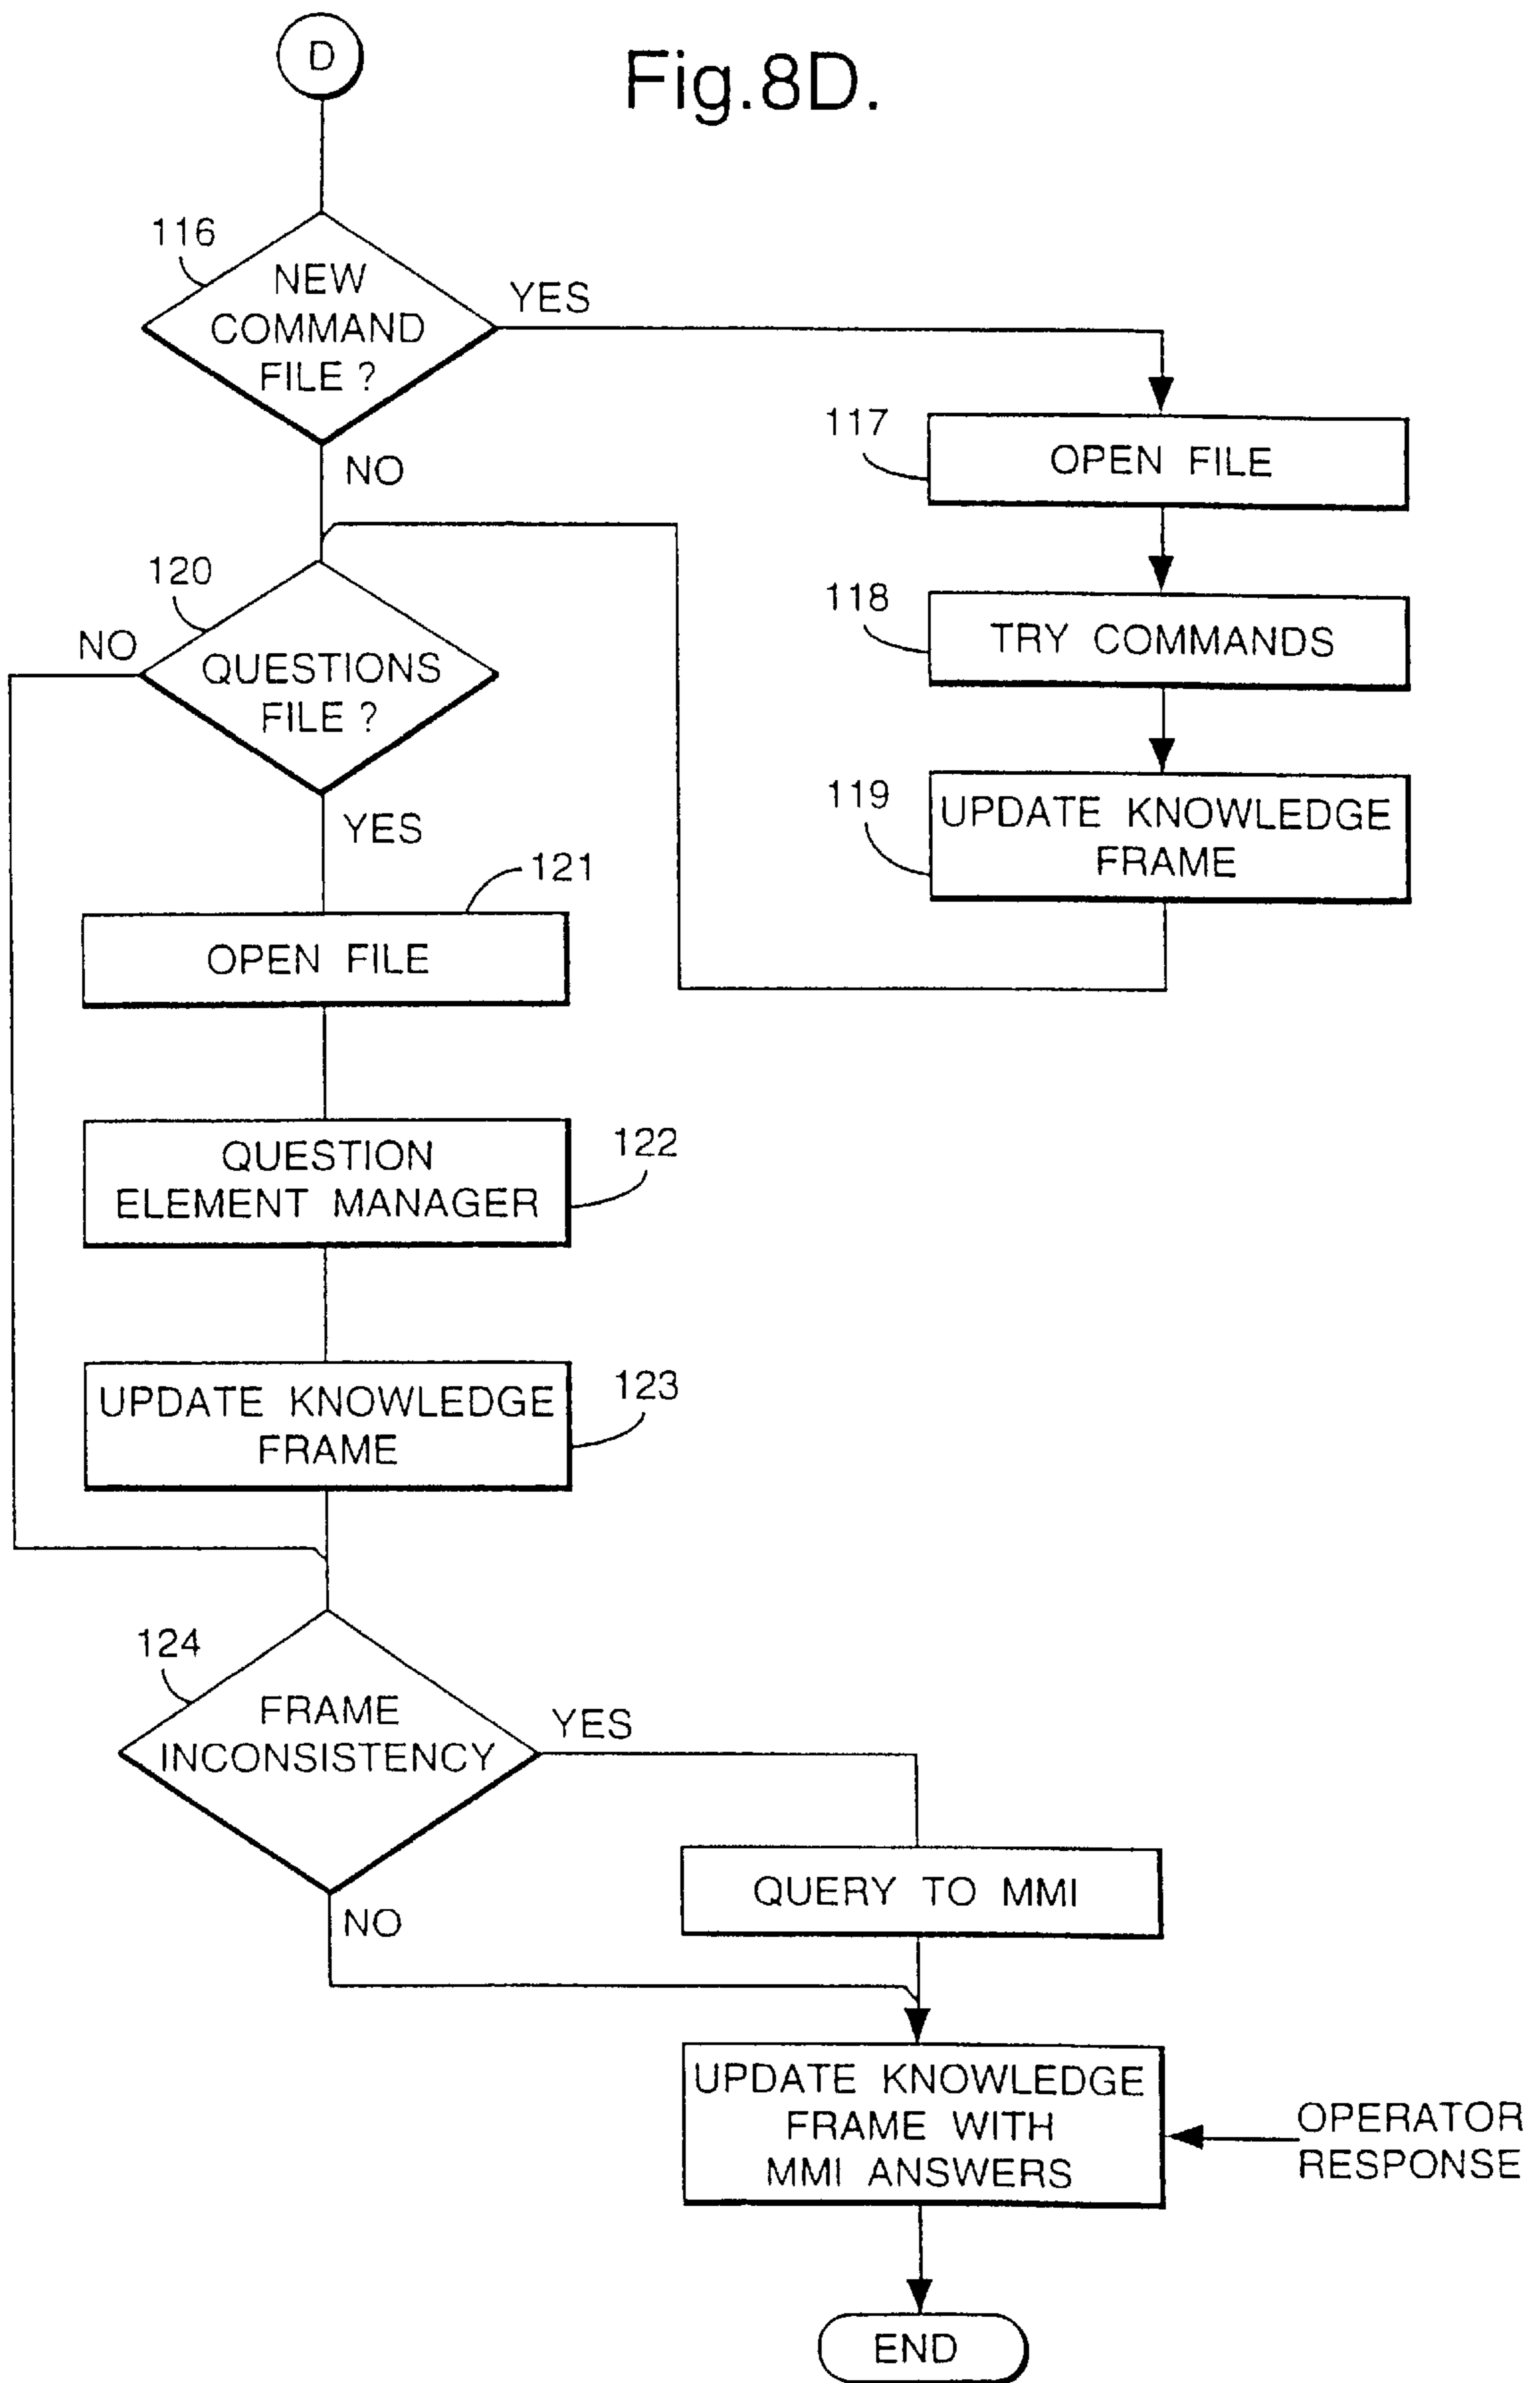 D
Fig.8D.
116
NEW
COMMAND
FILE ?
YES
NO
117
OPEN FILE
118
TRY COMMANDS
119
UPDATE KNOWLEDGE
FRAME
120
NO
QUESTIONS
FILE ?
YES
121
OPEN FILE
122
QUESTION
ELEMENT MANAGER
123
UPDATE KNOWLEDGE
FRAME
124
FRAME
INCONSISTENCY
YES
NO
QUERY TO MMI
UPDATE KNOWLEDGE
FRAME WITH
MMI ANSWERS
OPERATOR
RESPONSE
END